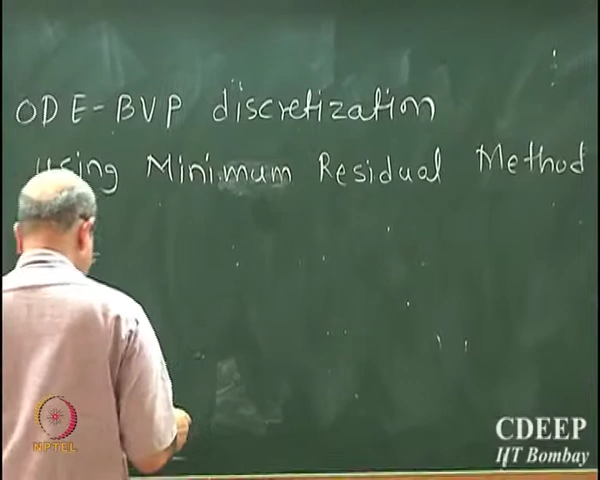 ODE-BVP discretization
using Minimum Residual Method
NPTEL
CDEEP
IIT Bombay